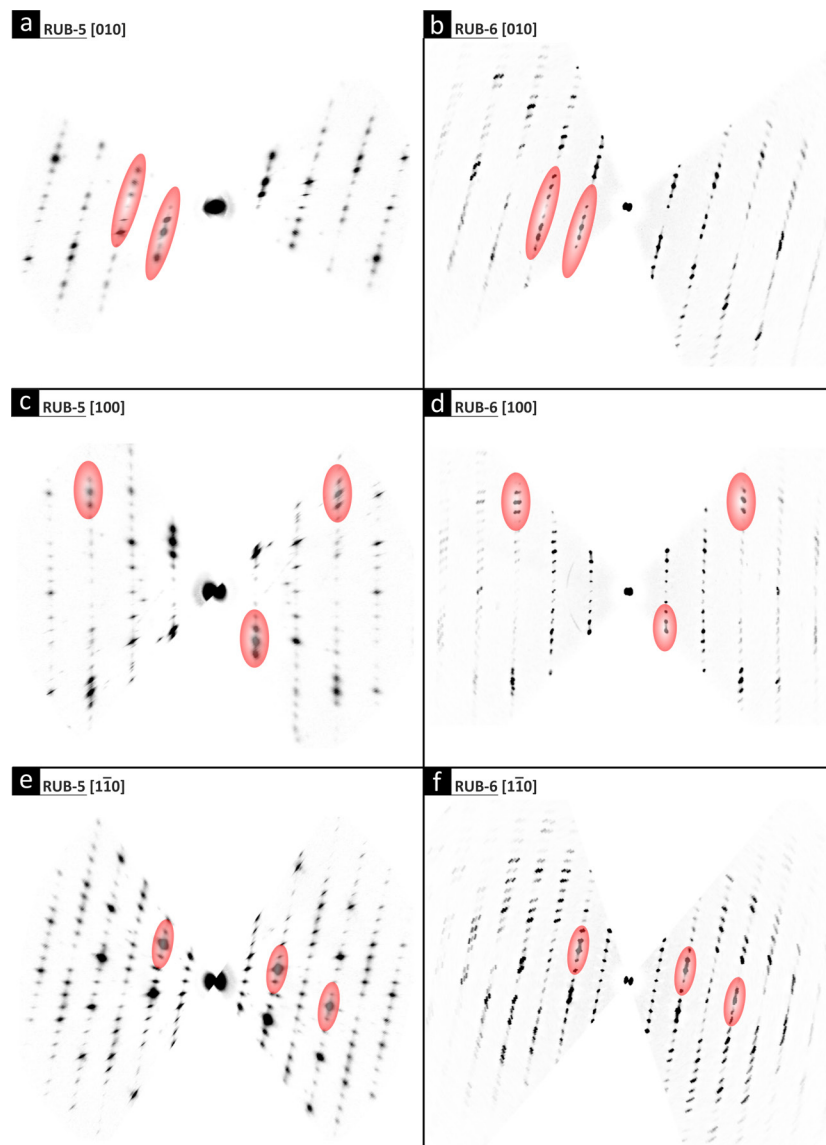 a RUB-5 [010]
b RUB-6 [010]
c RUB-5 [100]
d RUB-6 [100]
e RUB-5 [11̅0]
f RUB-6 [11̅0]